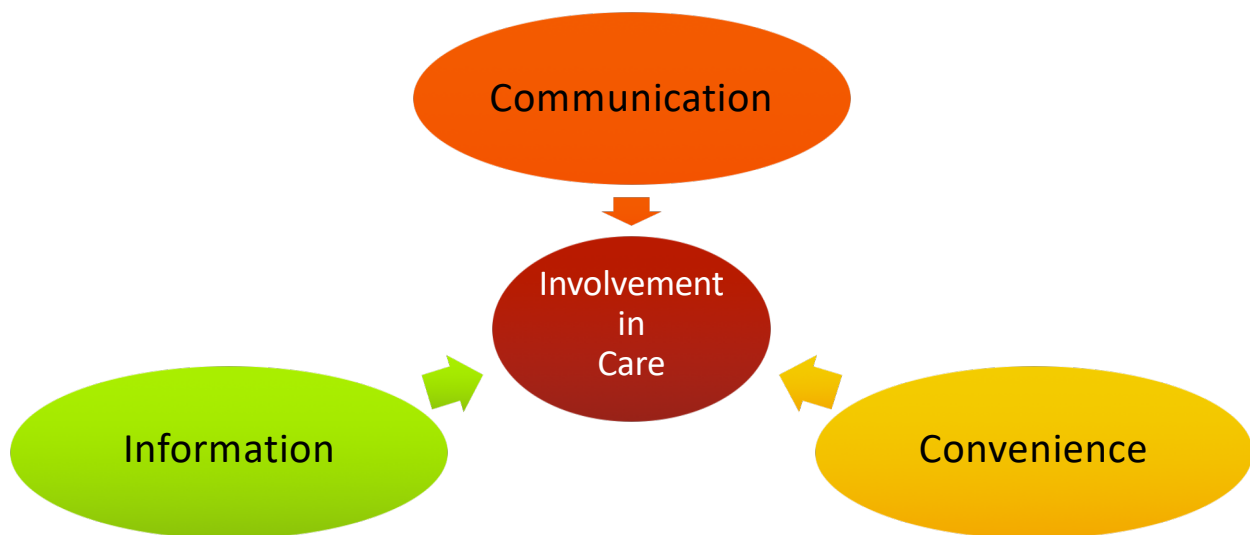 Communication
Involvement
in
Care
Information
Convenience